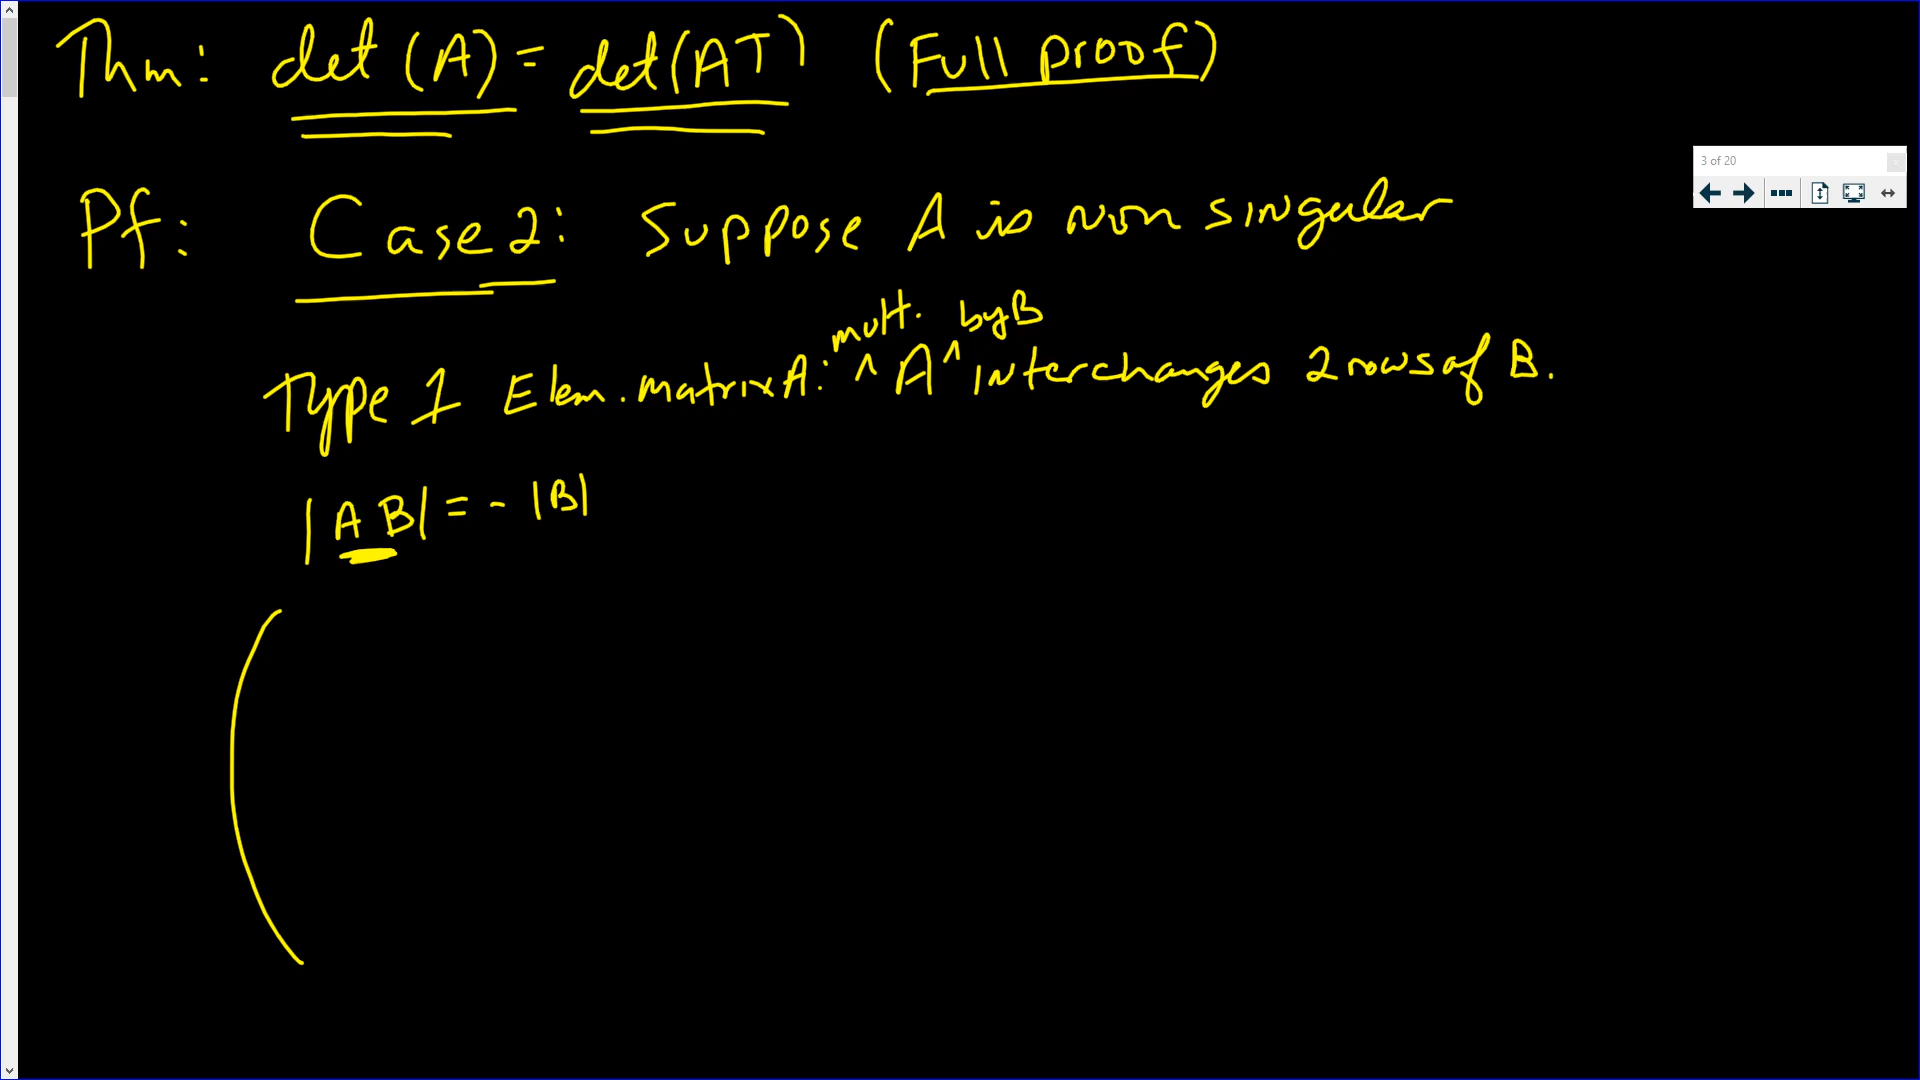 Thm: det (A) = det(AT) (Full proof)
3 of 20
Pf: Case 2: Suppose A is non singular
mult. by B
Type 1 Elem. matrix A: ^ A ^ interchanges 2 rows of B.
|A B| = - |B|
(